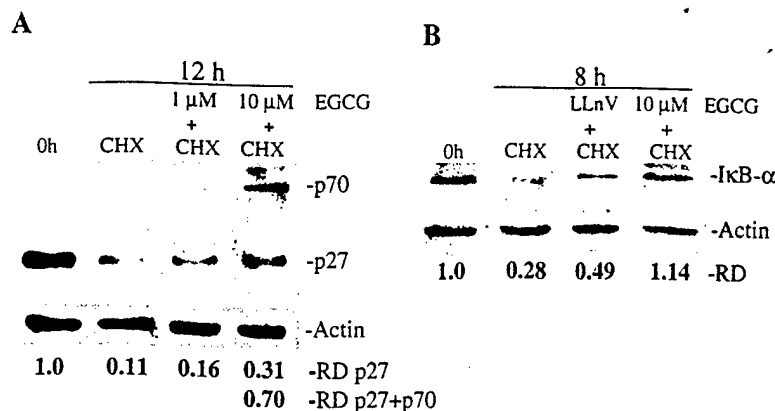 A
12 h
1 µM 10 µM EGCG
+ +
0h CHX CHX CHX
-p70
-p27
-Actin
1.0 0.11 0.16 0.31 -RD p27
0.70 -RD p27+p70
B
8 h
LLnV 10 µM EGCG
+ +
0h CHX CHX CHX
-IκB-α
-Actin
1.0 0.28 0.49 1.14 -RD